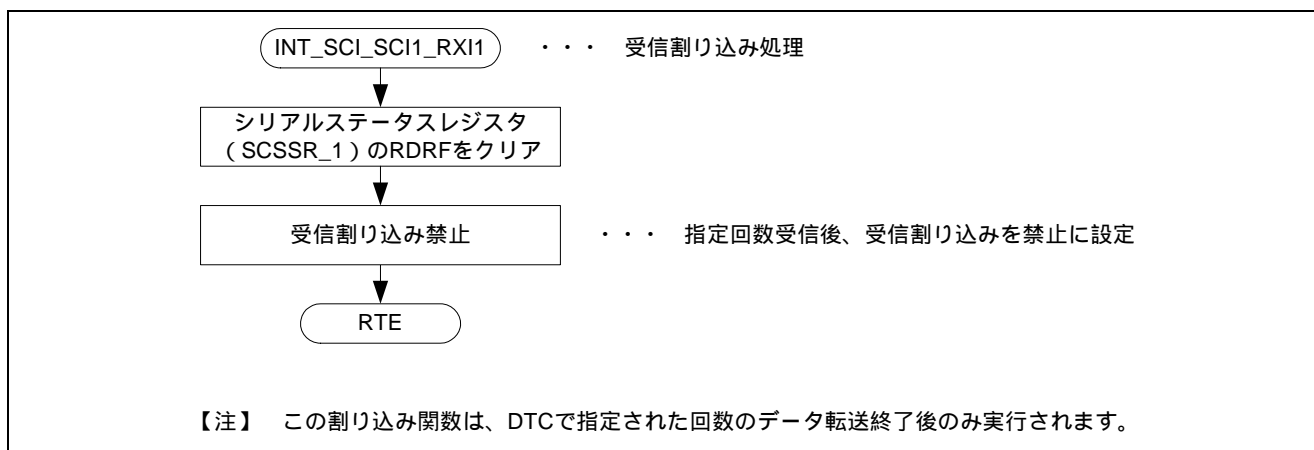 INT_SCI_SCI1_RXI1 ・・・ 受信割り込み処理
シリアルステータスレジスタ
（SCSSR_1）のRDRFをクリア
受信割り込み禁止 ・・・ 指定回数受信後、受信割り込みを禁止に設定
RTE
【注】 この割り込み関数は、DTCで指定された回数のデータ転送終了後のみ実行されます。